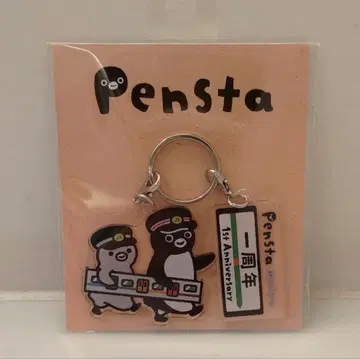 Pensta
一周年
1st Anniversary
Pensta